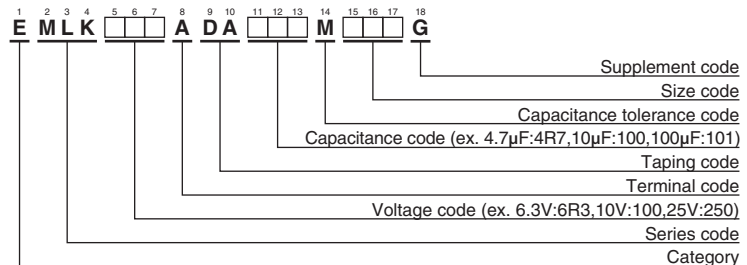 1 2 3 4 5 6 7 8 9 10 11 12 13 14 15 16 17 18
E MLK □□□ A DA □□□ M □□□ G
Supplement code
Size code
Capacitance tolerance code
Capacitance code (ex. 4.7µF:4R7,10µF:100,100µF:101)
Taping code
Terminal code
Voltage code (ex. 6.3V:6R3,10V:100,25V:250)
Series code
Category